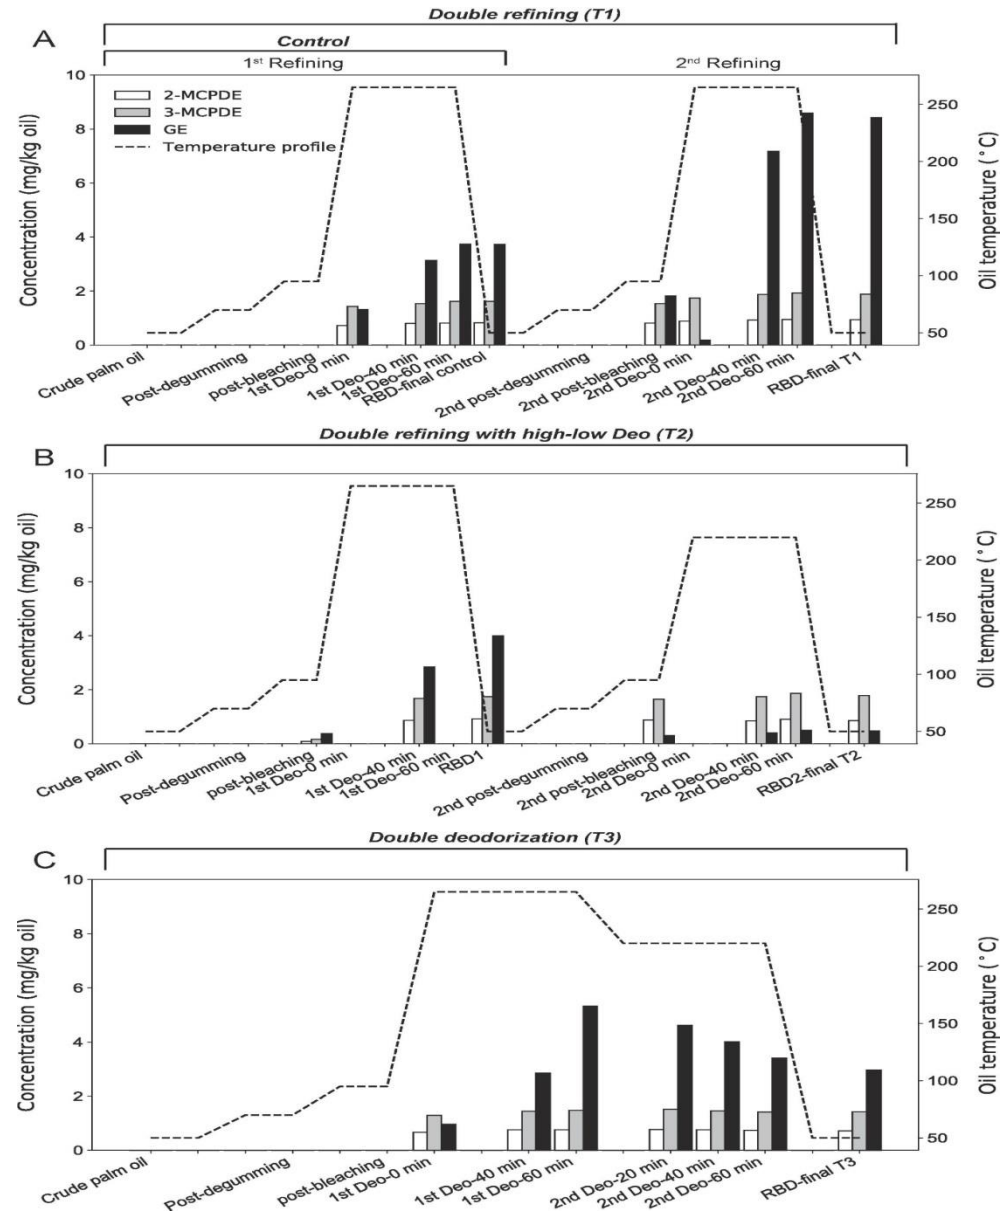 A
Double refining (T1)
Control
1st Refining
2nd Refining
2-MCPDE
3-MCPDE
GE
Temperature profile
Concentration (mg/kg oil)
10
8
6
4
2
0
Oil temperature (°C)
250
200
150
100
50
Crude palm oil
Post-degumming
post-bleaching
1st Deo-0 min
1st Deo-40 min
1st Deo-60 min
RBD-final control
2nd post-degumming
2nd post-bleaching
2nd Deo-0 min
2nd Deo-40 min
2nd Deo-60 min
RBD-final T1
B
Double refining with high-low Deo (T2)
Concentration (mg/kg oil)
10
8
6
4
2
0
Oil temperature (°C)
250
200
150
100
50
Crude palm oil
Post-degumming
post-bleaching
1st Deo-0 min
1st Deo-40 min
1st Deo-60 min
RBD1
2nd post-degumming
2nd post-bleaching
2nd Deo-0 min
2nd Deo-40 min
2nd Deo-60 min
RBD2-final T2
C
Double deodorization (T3)
Concentration (mg/kg oil)
10
8
6
4
2
0
Oil temperature (°C)
250
200
150
100
50
Crude palm oil
Post-degumming
post-bleaching
1st Deo-0 min
1st Deo-40 min
1st Deo-60 min
2nd Deo-20 min
2nd Deo-40 min
2nd Deo-60 min
RBD-final T3